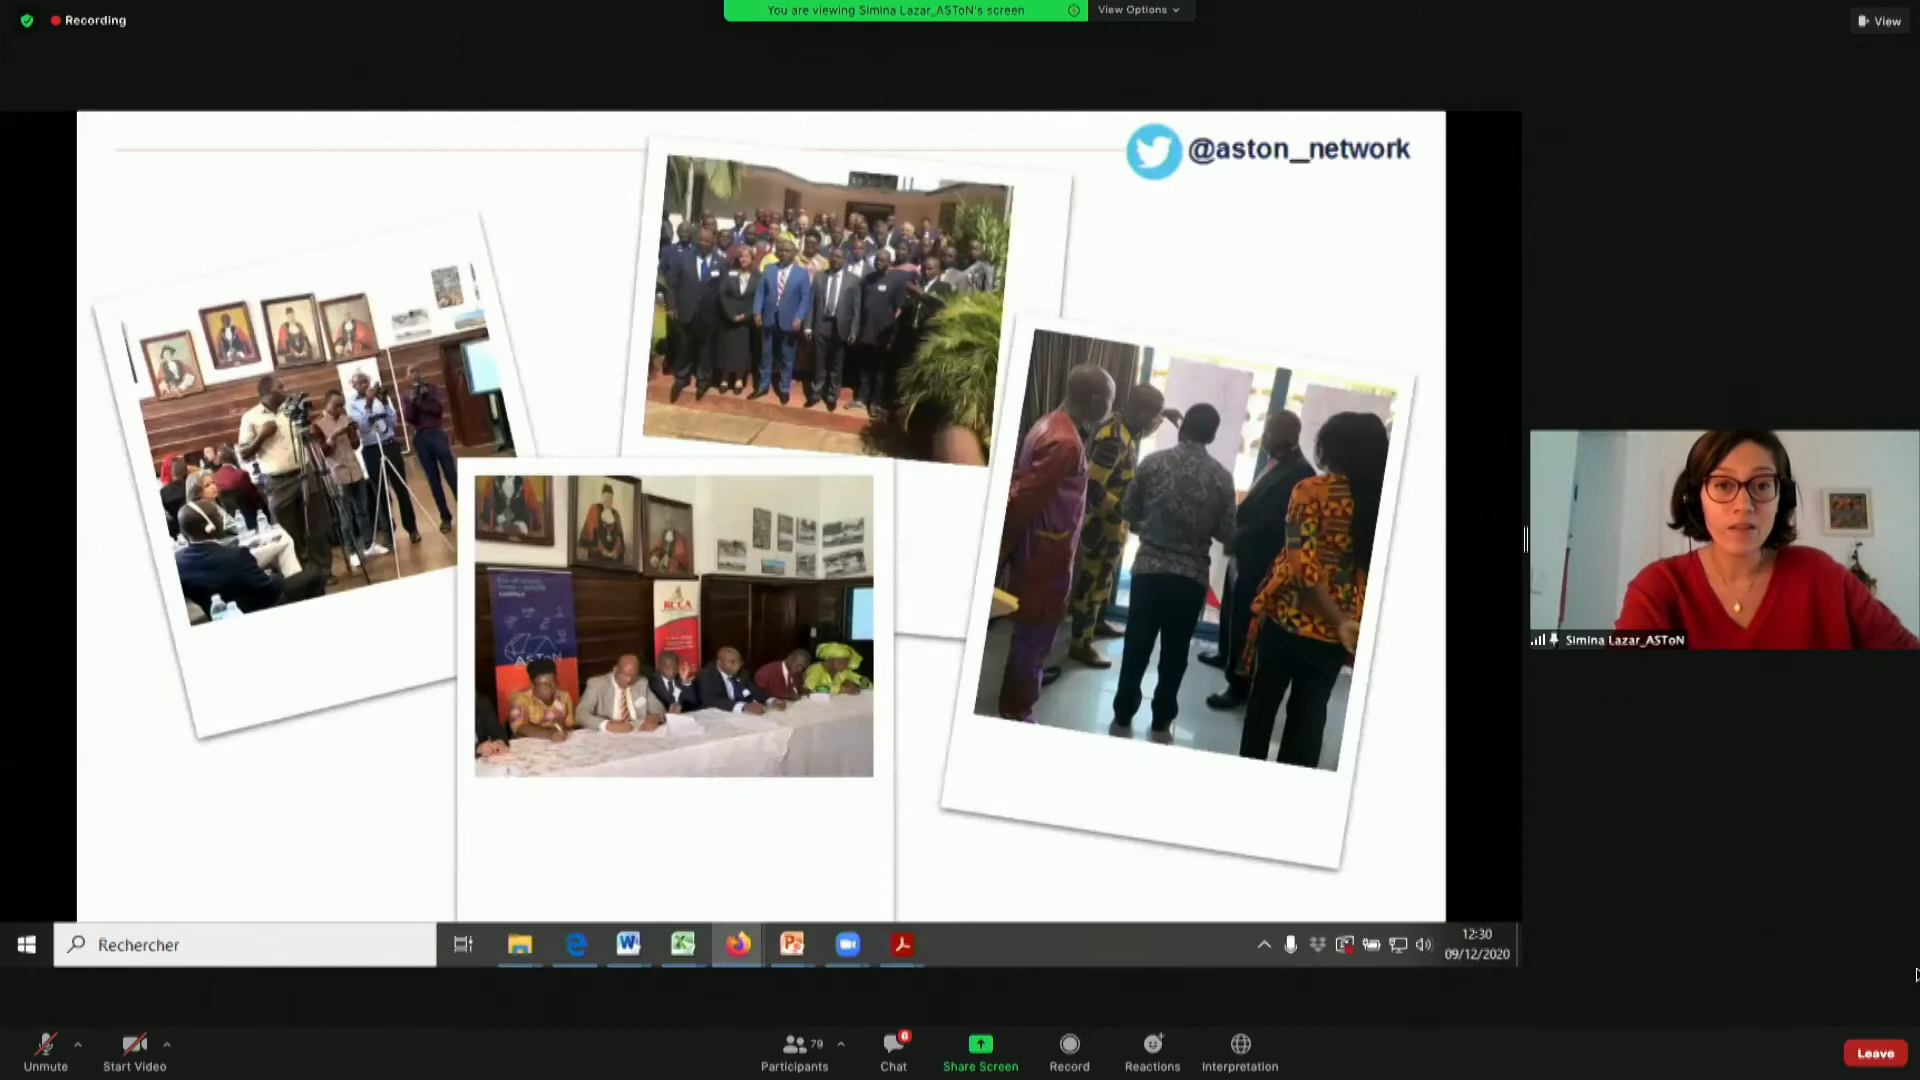 Recording
You are viewing Simina Lazar_ASToN's screen
View Options
View
@aston_network
KCCA
ASToN
Simina Lazar_ASToN
Rechercher
12:30
09/12/2020
Unmute
Start Video
Participants
79
Chat
Share Screen
Record
Reactions
Interpretation
Leave